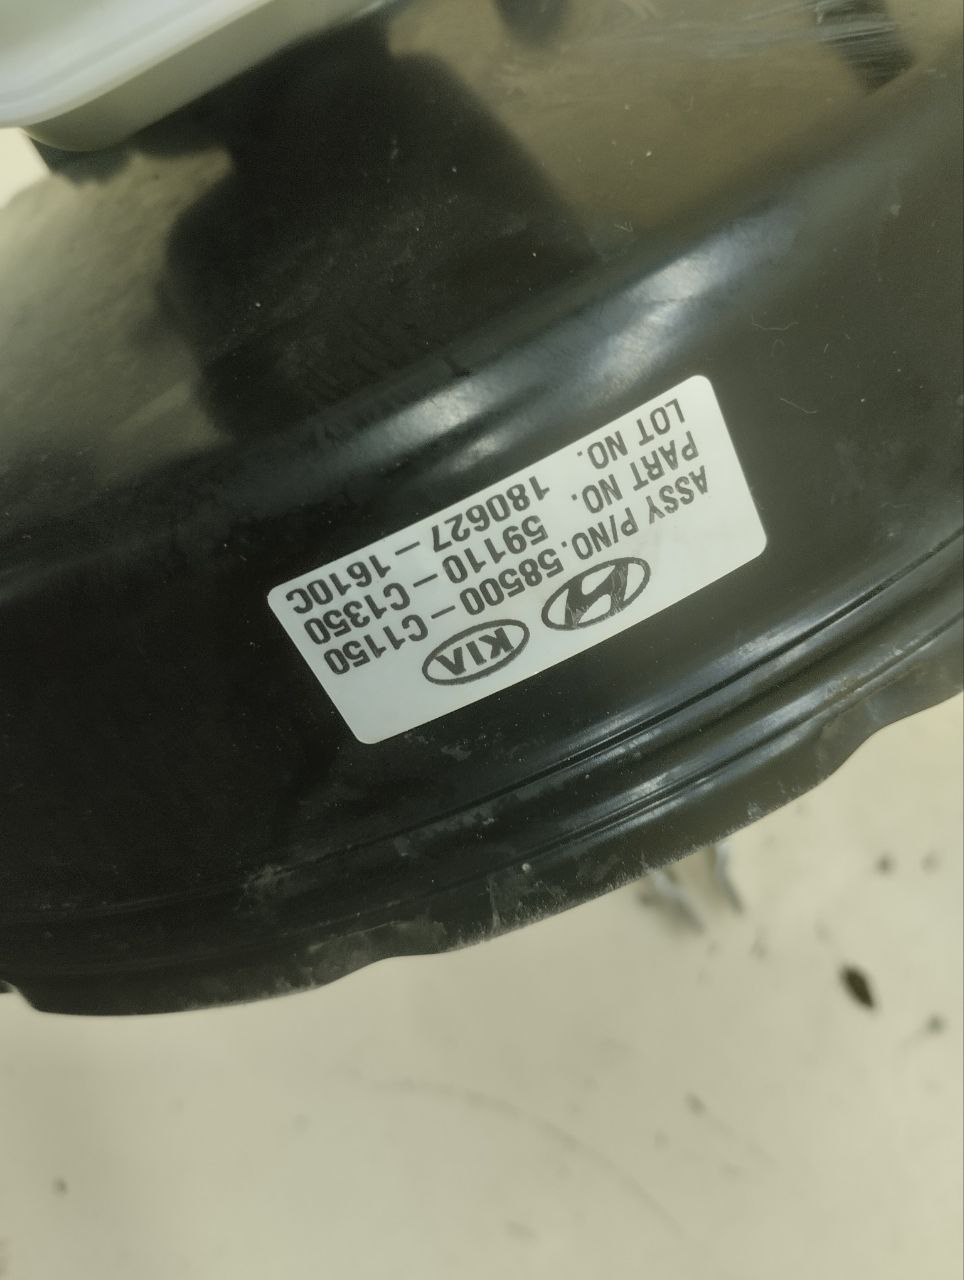 KIA
ASSY P/NO. 58500 - C1150
PART NO. 59110 - C1350
LOT NO. 180627 - 1610C